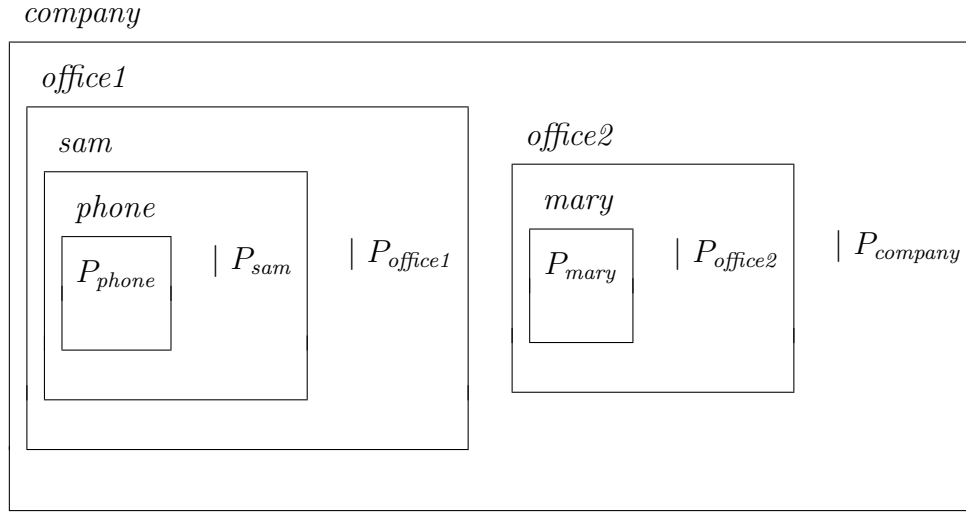 company
office1
sam
office2
phone
mary
P_phone | P_sam | P_office1
P_mary | P_office2 | P_company